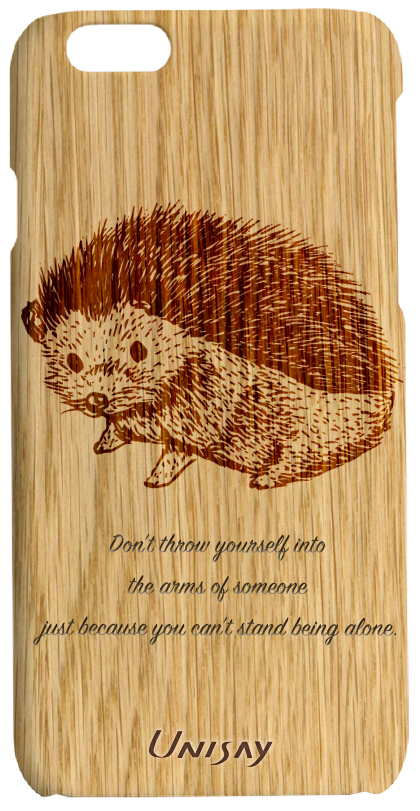 Don't throw yourself into
the arms of someone
just because you can't stand being alone.
UNISAY